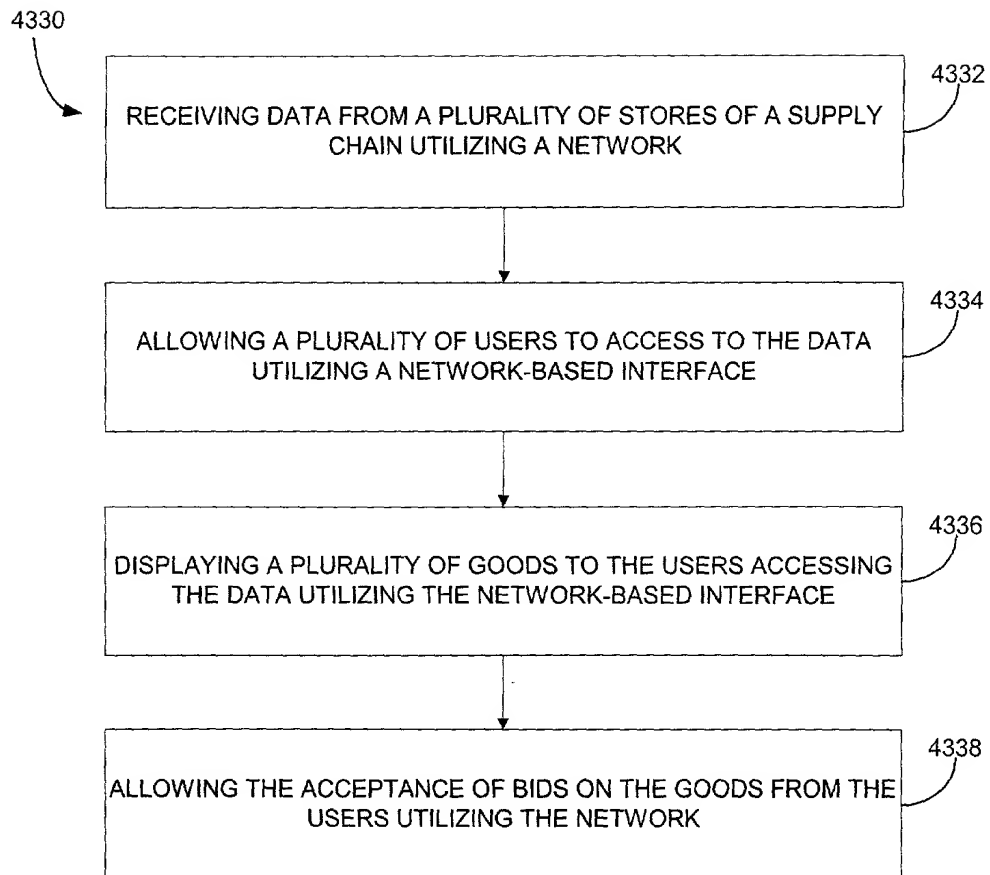 4330
4332
RECEIVING DATA FROM A PLURALITY OF STORES OF A SUPPLY
CHAIN UTILIZING A NETWORK
4334
ALLOWING A PLURALITY OF USERS TO ACCESS TO THE DATA
UTILIZING A NETWORK-BASED INTERFACE
4336
DISPLAYING A PLURALITY OF GOODS TO THE USERS ACCESSING
THE DATA UTILIZING THE NETWORK-BASED INTERFACE
4338
ALLOWING THE ACCEPTANCE OF BIDS ON THE GOODS FROM THE
USERS UTILIZING THE NETWORK